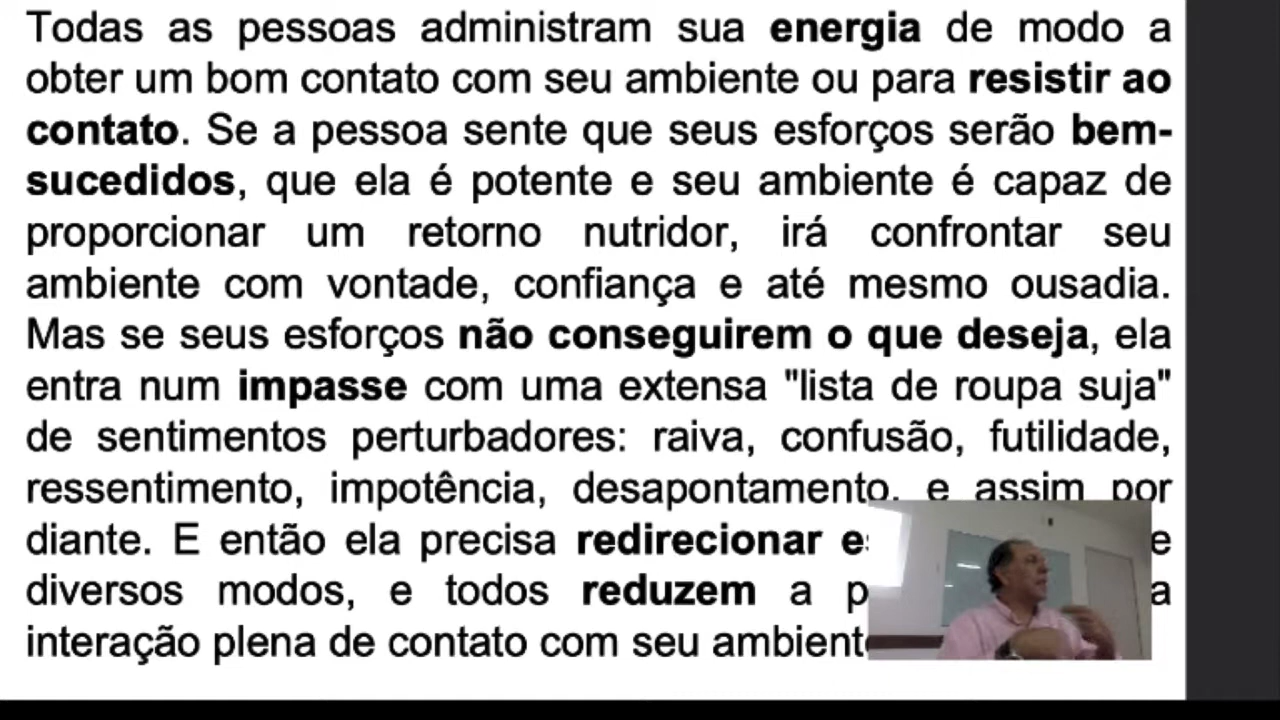 Todas as pessoas administram sua energia de modo a
obter um bom contato com seu ambiente ou para resistir ao
contato. Se a pessoa sente que seus esforços serão bem-
sucedidos, que ela é potente e seu ambiente é capaz de
proporcionar um retorno nutridor, irá confrontar seu
ambiente com vontade, confiança e até mesmo ousadia.
Mas se seus esforços não conseguirem o que deseja, ela
entra num impasse com uma extensa "lista de roupa suja"
de sentimentos perturbadores: raiva, confusão, futilidade,
ressentimento, impotência, desapontamento, e assim por
diante. E então ela precisa redirecionar
diversos modos, e todos reduzem a
interação plena de contato com seu